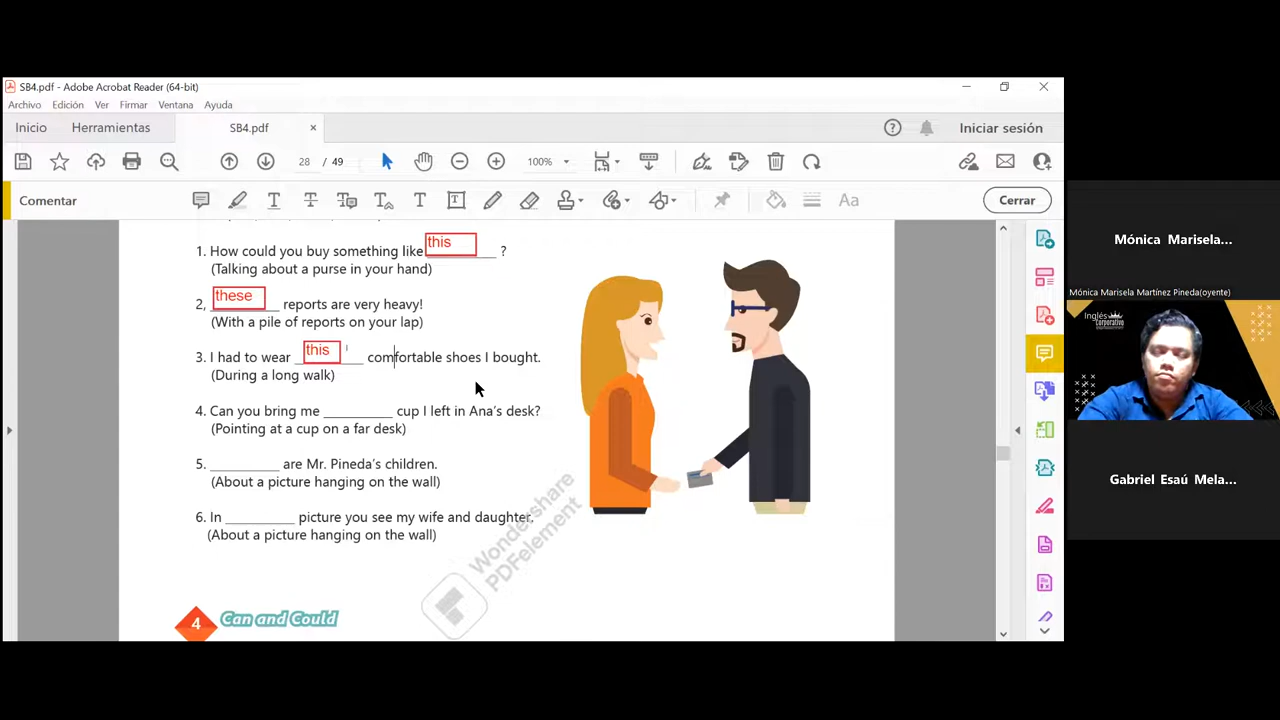 SB4.pdf - Adobe Acrobat Reader (64-bit)
Archivo Edición Ver Firmar Ventana Ayuda
Inicio Herramientas SB4.pdf × Iniciar sesión
28 / 49 100%
Comentar Cerrar
1. How could you buy something like this ?
(Talking about a purse in your hand)
2, these reports are very heavy!
(With a pile of reports on your lap)
3. I had to wear this comfortable shoes I bought.
(During a long walk)
4. Can you bring me __________ cup I left in Ana's desk?
(Pointing at a cup on a far desk)
5. __________ are Mr. Pineda's children.
(About a picture hanging on the wall)
6. In __________ picture you see my wife and daughter.
(About a picture hanging on the wall)
Wondershare
PDFelement
4 Can and Could
Mónica Marisela...
Mónica Marisela Martínez Pineda(oyente)
Inglés
corporativo
Gabriel Esaú Mela...